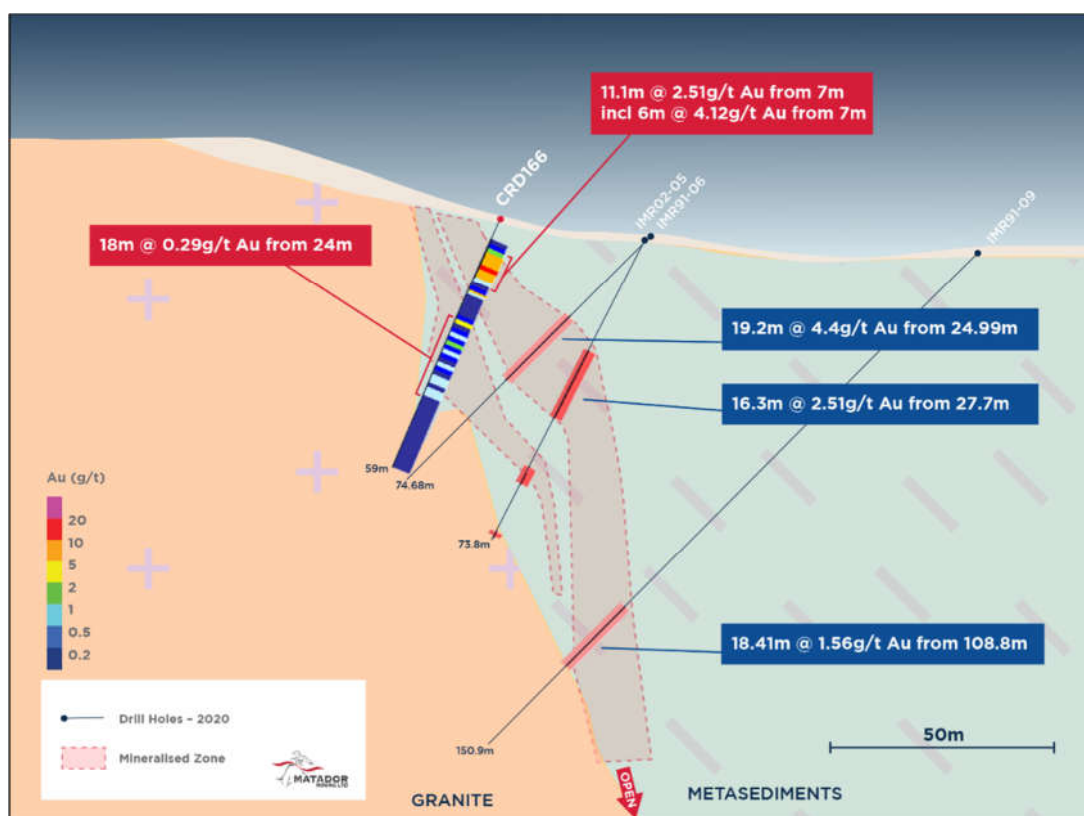 11.1m @ 2.51g/t Au from 7m
incl 6m @ 4.12g/t Au from 7m
CRD166
IMR02-05
IMR91-06
IMR91-09
18m @ 0.29g/t Au from 24m
19.2m @ 4.4g/t Au from 24.99m
16.3m @ 2.51g/t Au from 27.7m
59m
74.68m
73.8m
Au (g/t)
20
10
5
2
1
0.5
0.2
18.41m @ 1.56g/t Au from 108.8m
Drill Holes – 2020
Mineralised Zone
MATADOR
MINING LTD
150.9m
50m
OPEN
GRANITE
METASEDIMENTS